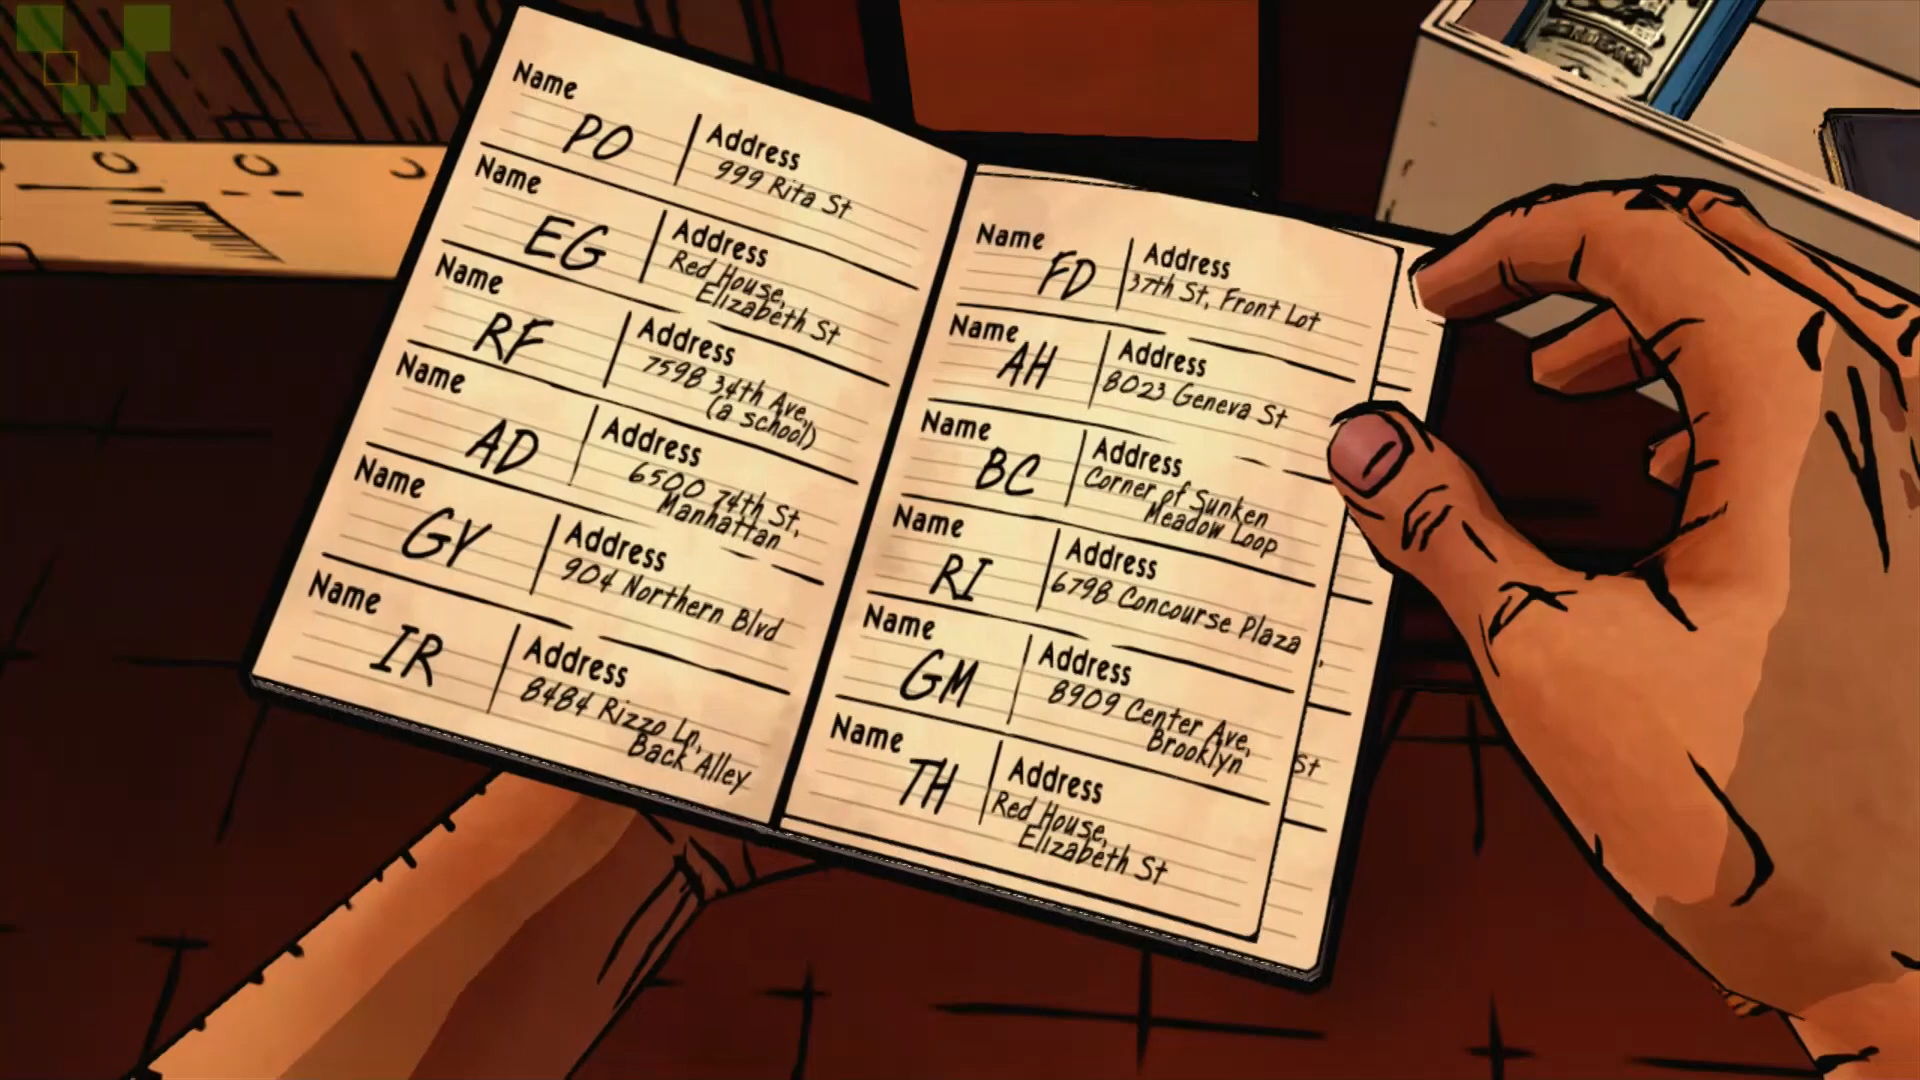 Name
PO
Address
999 Rita St
Name
EG
Address
Red House,
Elizabeth St
Name
RF
Address
7598 34th Ave,
(a school)
Name
AD
Address
6500 74th St,
Manhattan
Name
GY
Address
904 Northern Blvd
Name
IR
Address
8484 Rizzo Ln,
Back Alley
Name
FD
Address
37th St, Front Lot
Name
AH
Address
8023 Geneva St
Name
BC
Address
Corner of Sunken
Meadow Loop
Name
RI
Address
6798 Concourse Plaza
Name
GM
Address
8909 Center Ave,
Brooklyn
Name
TH
Address
Red House,
Elizabeth St
St